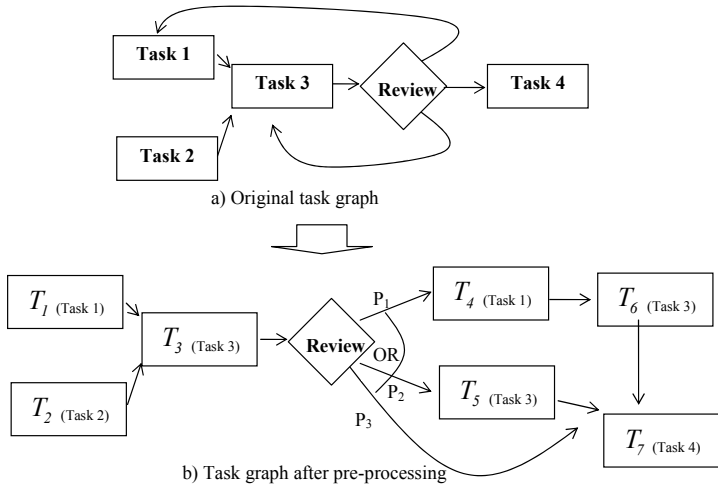 Task 1
Task 3
Review
Task 4
Task 2
a) Original task graph
T1 (Task 1)
T2 (Task 2)
T3 (Task 3)
Review
P1
OR
P2
P3
T4 (Task 1)
T6 (Task 3)
T5 (Task 3)
T7 (Task 4)
b) Task graph after pre-processing